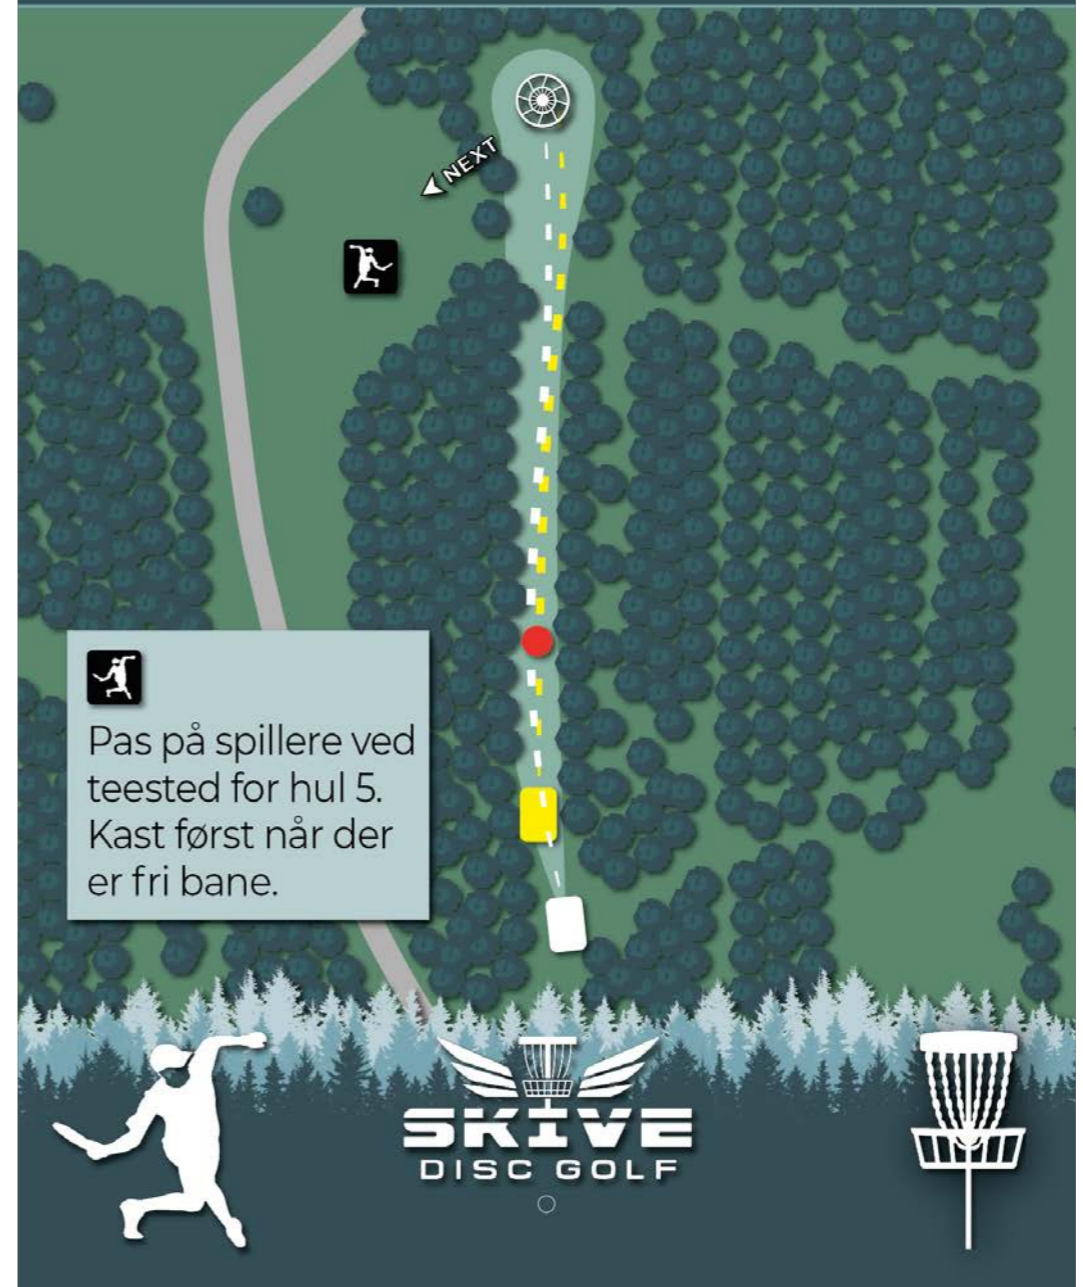 NEXT
Pas på spillere ved
teested for hul 5.
Kast først når der
er fri bane.
SKIVE
DISC GOLF